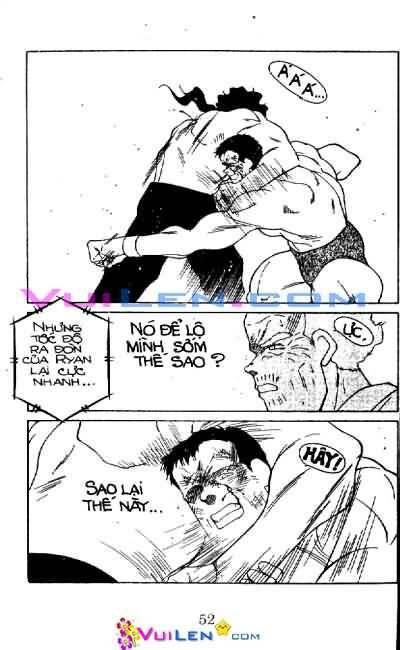 Á Á Á...
VuiLen.com
NHƯNG
TỐC ĐỘ
RA ĐÒN
CỦA RYAN
LẠI CỰC
NHANH...
NÓ ĐỂ LỘ
MÌNH SỚM
THẾ SAO?
ỰC.
SAO LẠI
THẾ NÀY...
HÂY!
52
VuiLen.com